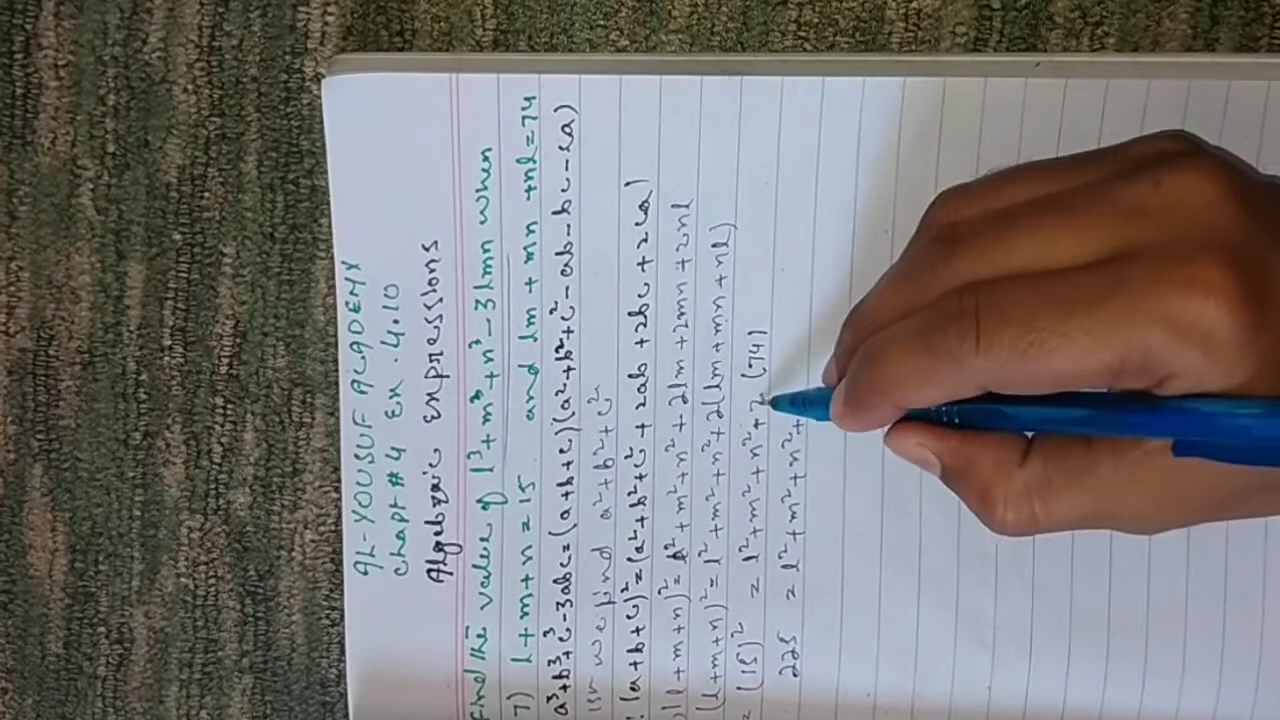 AL-YOUSUF ACADEMY
Chapt # 4 Ex. 4.10
Algebraic Expressions
Find the value of l³+m³+n³-3lmn when
7) l+m+n=15 and lm+mn+nl=74
a³+b³+c³-3abc=(a+b+c)(a²+b²+c²-ab-bc-ca)
Ist we find a²+b²+c²
(a+b+c)²=(a²+b²+c²+2ab+2bc+2ca)
(l+m+n)²=l²+m²+n²+2lm+2mn+2nl
(l+m+n)²=l²+m²+n²+2(lm+mn+nl)
= (15)² = l²+m²+n²+2(74)
225 = l²+m²+n²+